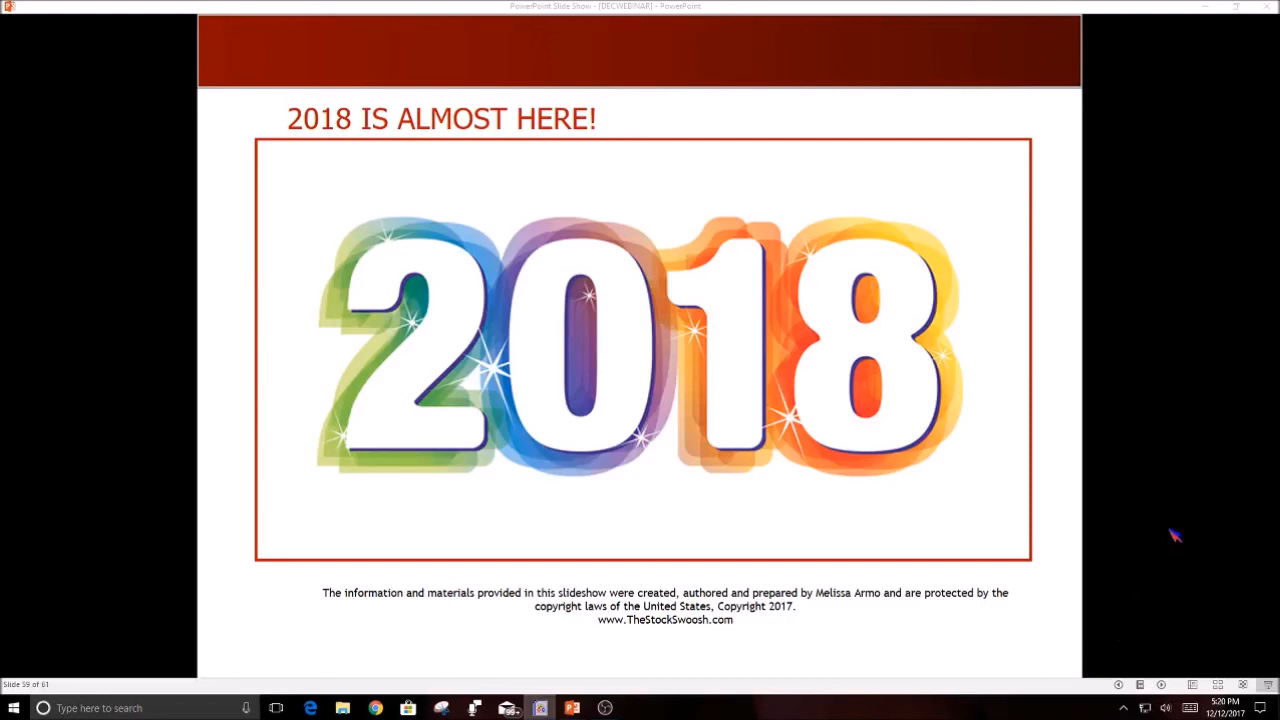 PowerPoint Slide Show - [DECWEBINAR] - PowerPoint
2018 IS ALMOST HERE!
2018
The information and materials provided in this slideshow were created, authored and prepared by Melissa Armo and are protected by the
copyright laws of the United States, Copyright 2017.
www.TheStockSwoosh.com
Slide 59 of 61
Type here to search
5:20 PM
12/12/2017